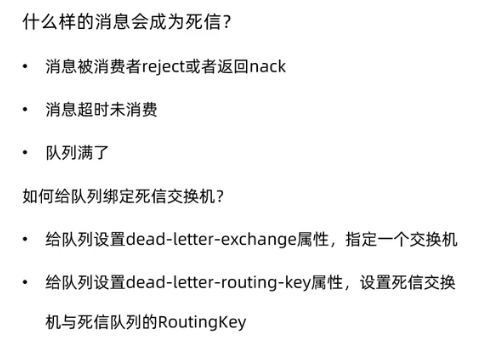 什么样的消息会成为死信？
• 消息被消费者reject或者返回nack
• 消息超时未消费
• 队列满了
如何给队列绑定死信交换机？
• 给队列设置dead-letter-exchange属性，指定一个交换机
• 给队列设置dead-letter-routing-key属性，设置死信交换
机与死信队列的RoutingKey